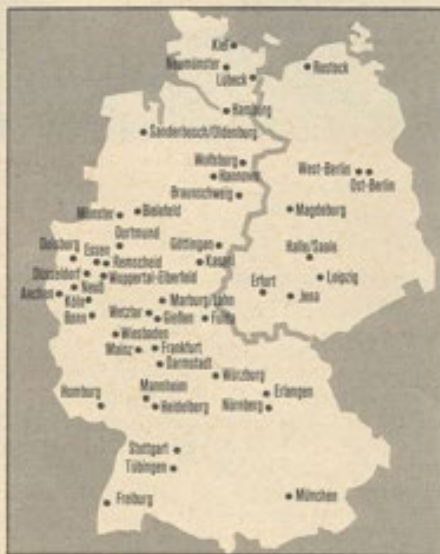 Kiel
Neumünster
Rostock
Lübeck
Hamburg
Sanderbosch/Oldenburg
Wolfsburg
West-Berlin
Hannover
Ost-Berlin
Braunschweig
Münster
Bielefeld
Magdeburg
Dortmund
Duisburg
Göttingen
Halle/Saale
Essen
Remscheid
Kassel
Düsseldorf
Wuppertal-Elberfeld
Leipzig
Aachen
Neuß
Erfurt
Köln
Marburg/Lahn
Jena
Bonn
Wetzlar
Gießen
Fulda
Wiesbaden
Mainz
Frankfurt
Darmstadt
Würzburg
Homburg
Mannheim
Erlangen
Heidelberg
Nürnberg
Stuttgart
Tübingen
Freiburg
München